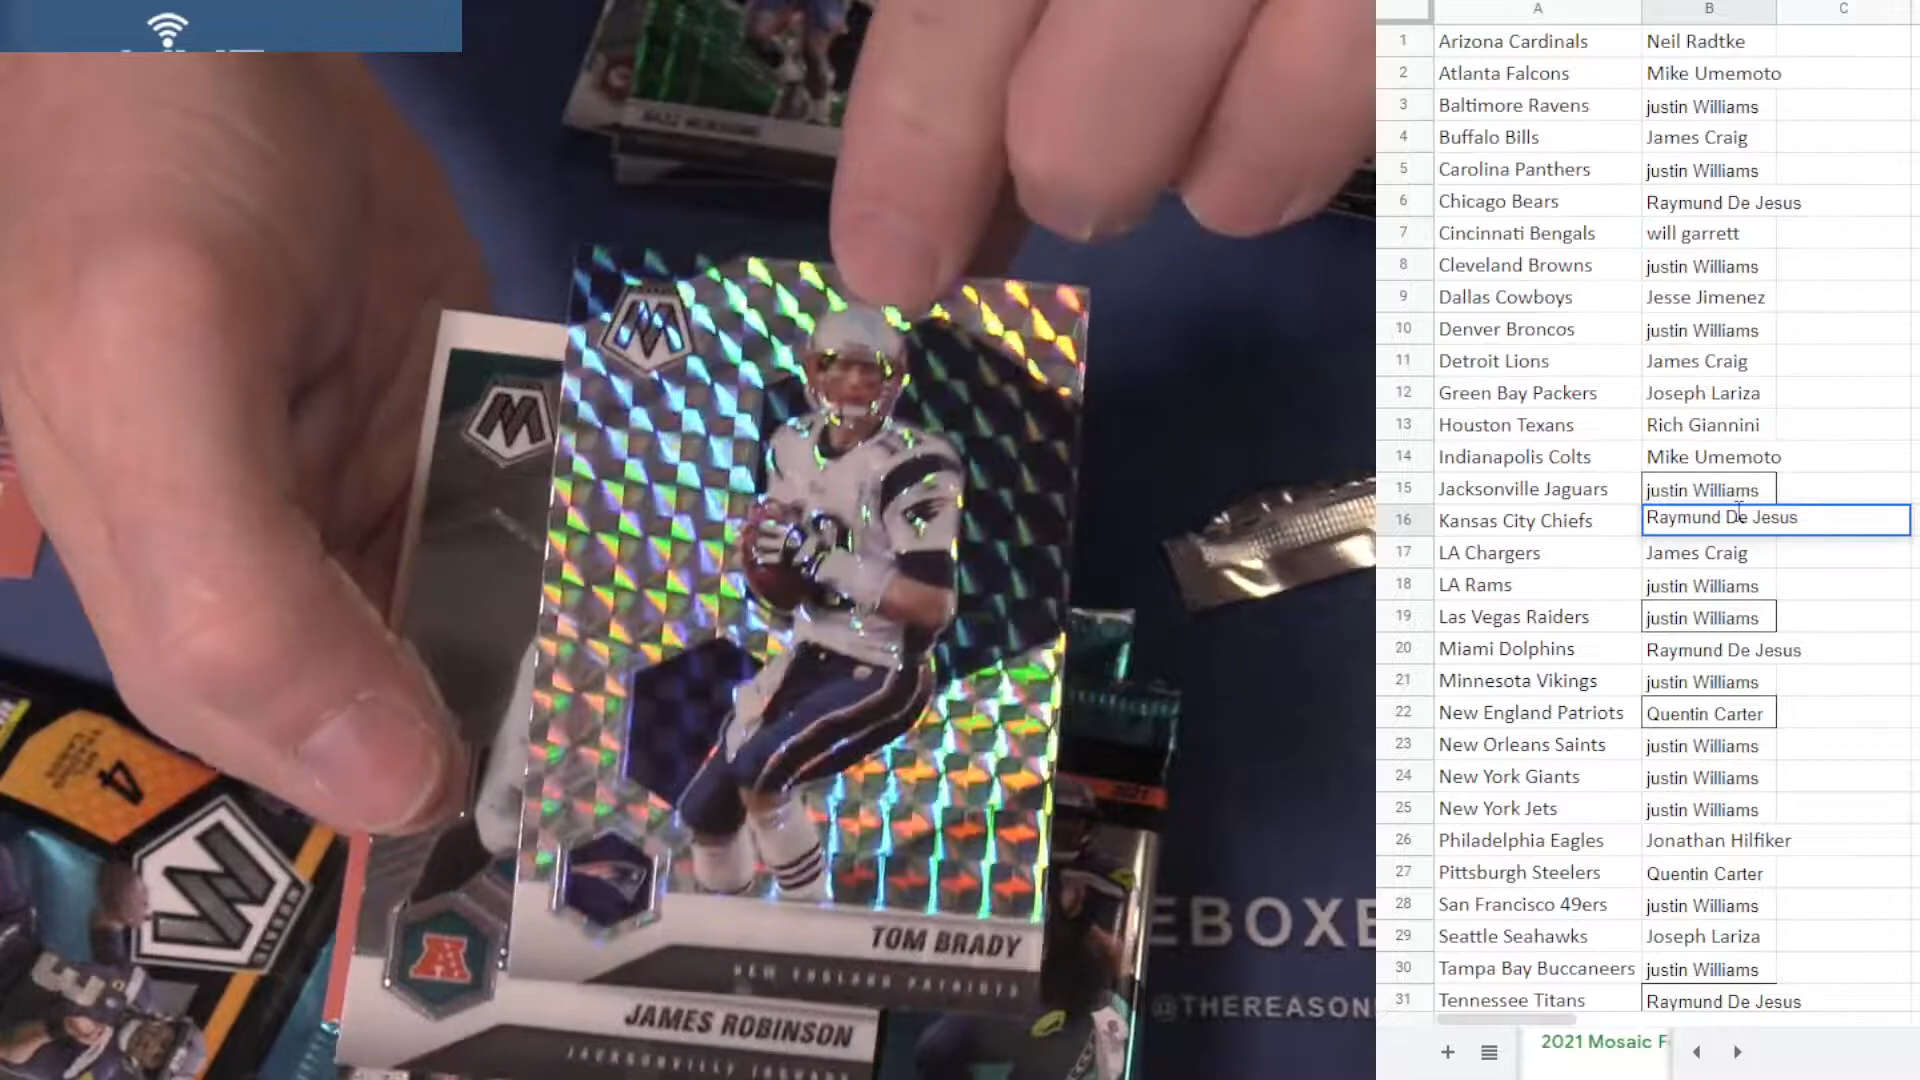 TOM BRADY
NEW ENGLAND PATRIOTS
JAMES ROBINSON
JACKSONVILLE JAGUARS
4
MOSAIC
2021
EBOXE
@THEREASON
A B C
1 Arizona Cardinals Neil Radtke
2 Atlanta Falcons Mike Umemoto
3 Baltimore Ravens justin Williams
4 Buffalo Bills James Craig
5 Carolina Panthers justin Williams
6 Chicago Bears Raymund De Jesus
7 Cincinnati Bengals will garrett
8 Cleveland Browns justin Williams
9 Dallas Cowboys Jesse Jimenez
10 Denver Broncos justin Williams
11 Detroit Lions James Craig
12 Green Bay Packers Joseph Lariza
13 Houston Texans Rich Giannini
14 Indianapolis Colts Mike Umemoto
15 Jacksonville Jaguars justin Williams
16 Kansas City Chiefs Raymund De Jesus
17 LA Chargers James Craig
18 LA Rams justin Williams
19 Las Vegas Raiders justin Williams
20 Miami Dolphins Raymund De Jesus
21 Minnesota Vikings justin Williams
22 New England Patriots Quentin Carter
23 New Orleans Saints justin Williams
24 New York Giants justin Williams
25 New York Jets justin Williams
26 Philadelphia Eagles Jonathan Hilfiker
27 Pittsburgh Steelers Quentin Carter
28 San Francisco 49ers justin Williams
29 Seattle Seahawks Joseph Lariza
30 Tampa Bay Buccaneers justin Williams
31 Tennessee Titans Raymund De Jesus
2021 Mosaic F